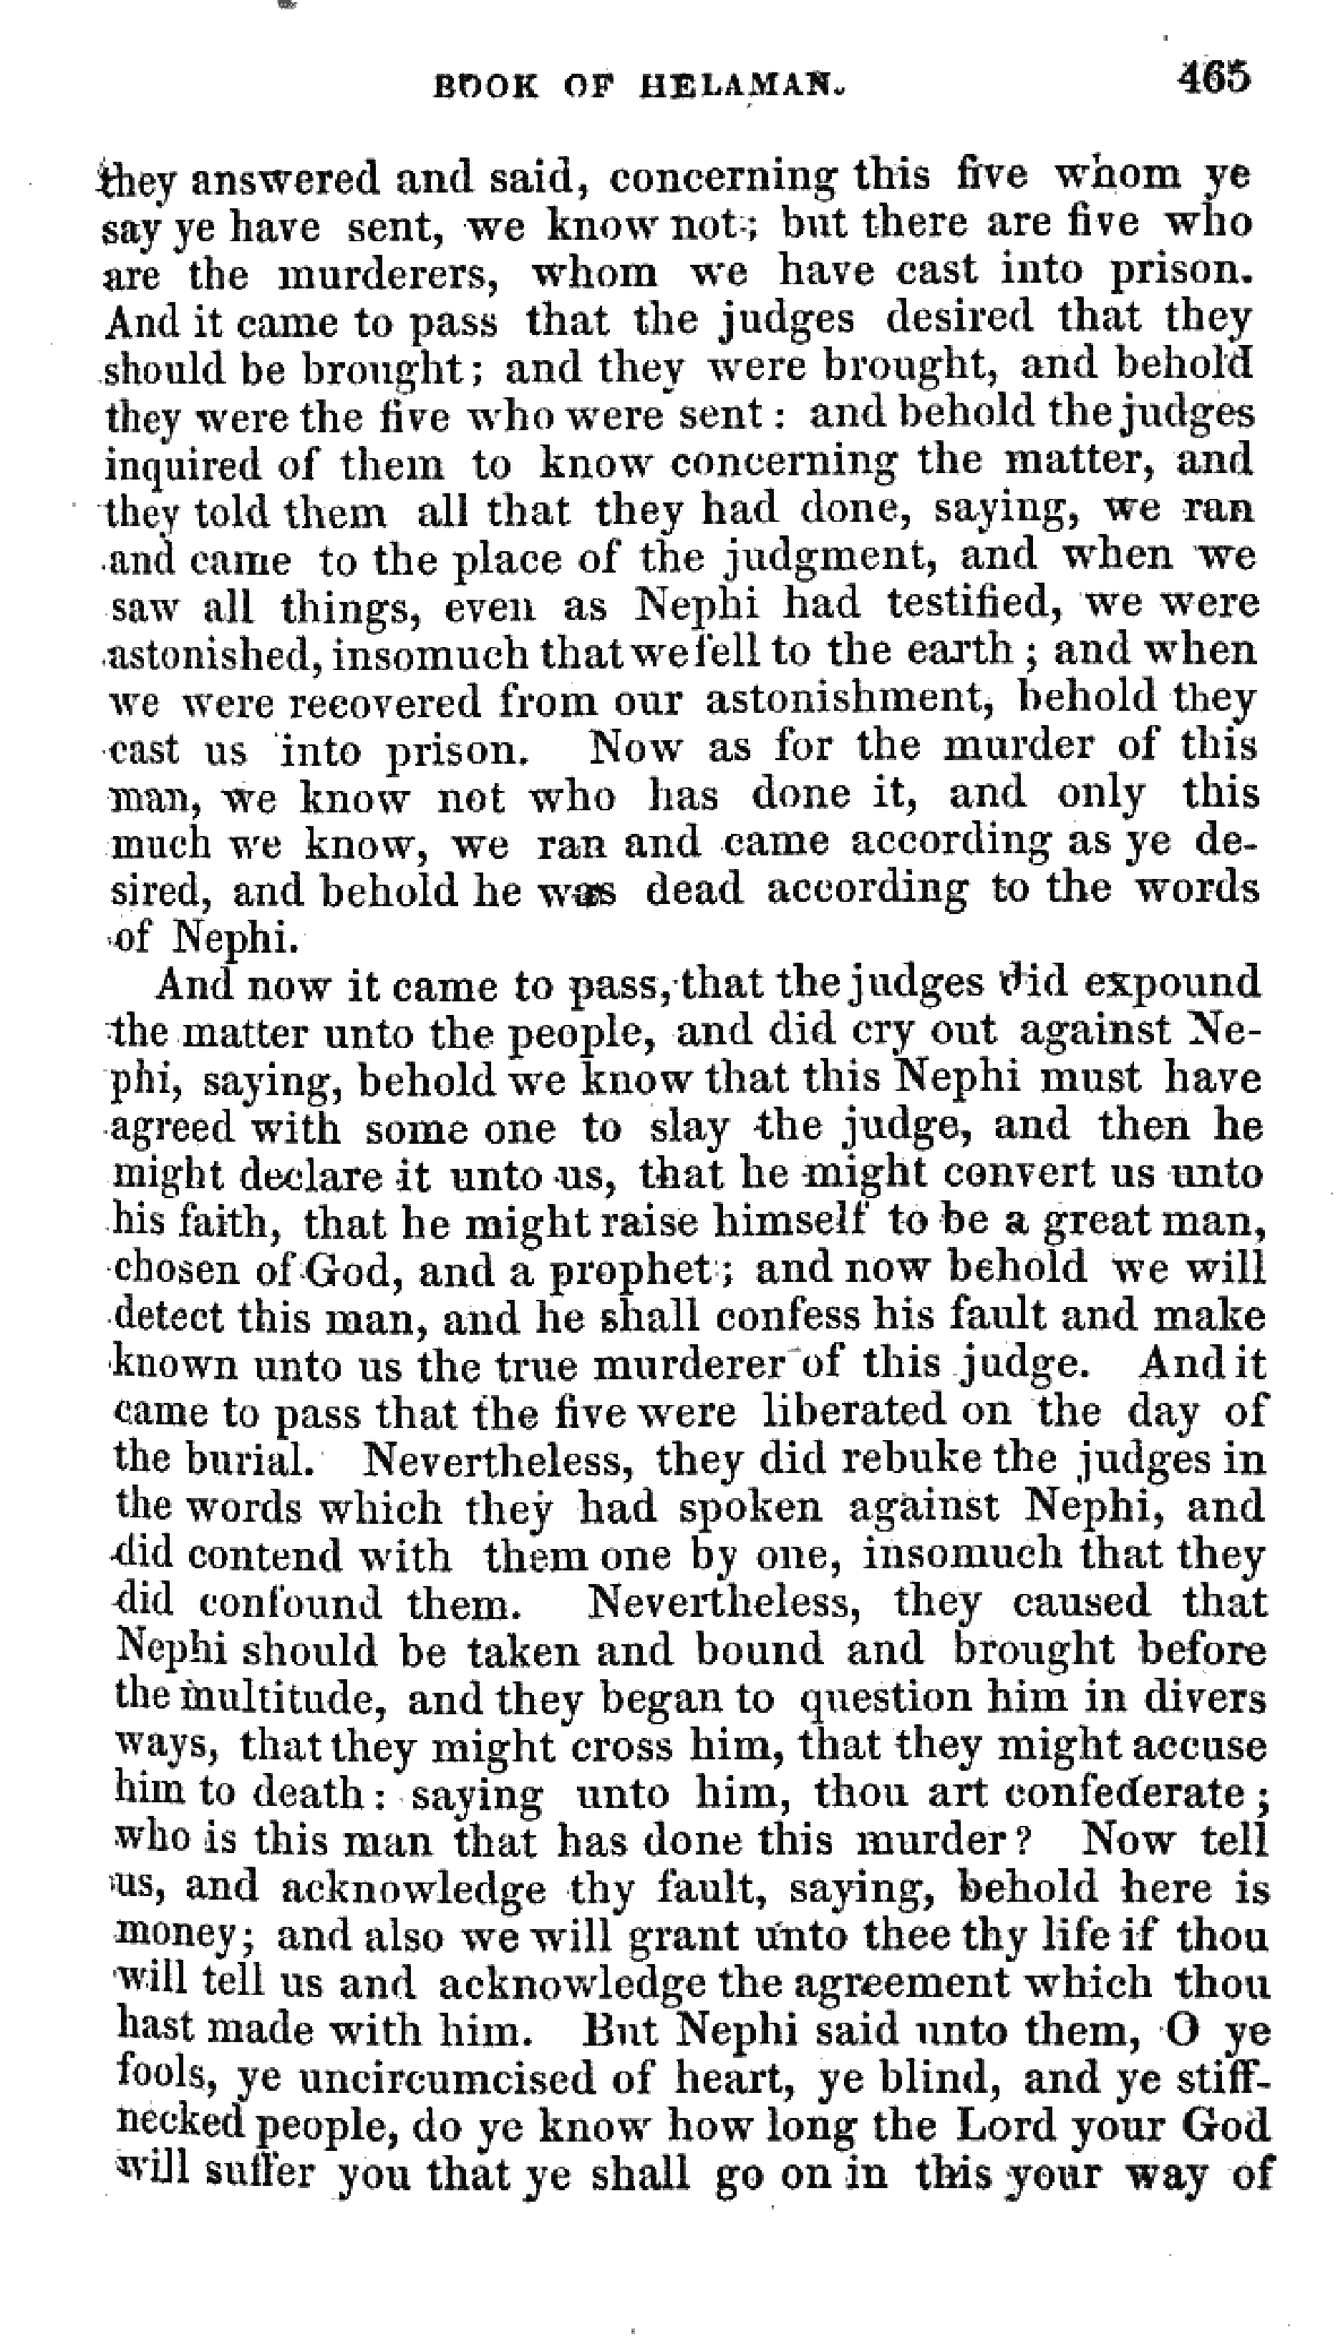 BOOK OF HELAMAN. 465
they answered and said, concerning this five whom ye
say ye have sent, we know not; but there are five who
are the murderers, whom we have cast into prison.
And it came to pass that the judges desired that they
should be brought; and they were brought, and behold
they were the five who were sent: and behold the judges
inquired of them to know concerning the matter, and
they told them all that they had done, saying, we ran
and came to the place of the judgment, and when we
saw all things, even as Nephi had testified, we were
astonished, insomuch that we fell to the earth; and when
we were recovered from our astonishment, behold they
cast us into prison. Now as for the murder of this
man, we know not who has done it, and only this
much we know, we ran and came according as ye de-
sired, and behold he was dead according to the words
of Nephi.
And now it came to pass, that the judges did expound
the matter unto the people, and did cry out against Ne-
phi, saying, behold we know that this Nephi must have
agreed with some one to slay the judge, and then he
might declare it unto us, that he might convert us unto
his faith, that he might raise himself to be a great man,
chosen of God, and a prophet; and now behold we will
detect this man, and he shall confess his fault and make
known unto us the true murderer of this judge. And it
came to pass that the five were liberated on the day of
the burial. Nevertheless, they did rebuke the judges in
the words which they had spoken against Nephi, and
did contend with them one by one, insomuch that they
did confound them. Nevertheless, they caused that
Nephi should be taken and bound and brought before
the multitude, and they began to question him in divers
ways, that they might cross him, that they might accuse
him to death: saying unto him, thou art confederate;
who is this man that has done this murder? Now tell
us, and acknowledge thy fault, saying, behold here is
money; and also we will grant unto thee thy life if thou
will tell us and acknowledge the agreement which thou
hast made with him. But Nephi said unto them, O ye
fools, ye uncircumcised of heart, ye blind, and ye stiff-
necked people, do ye know how long the Lord your God
will suffer you that ye shall go on in this your way of